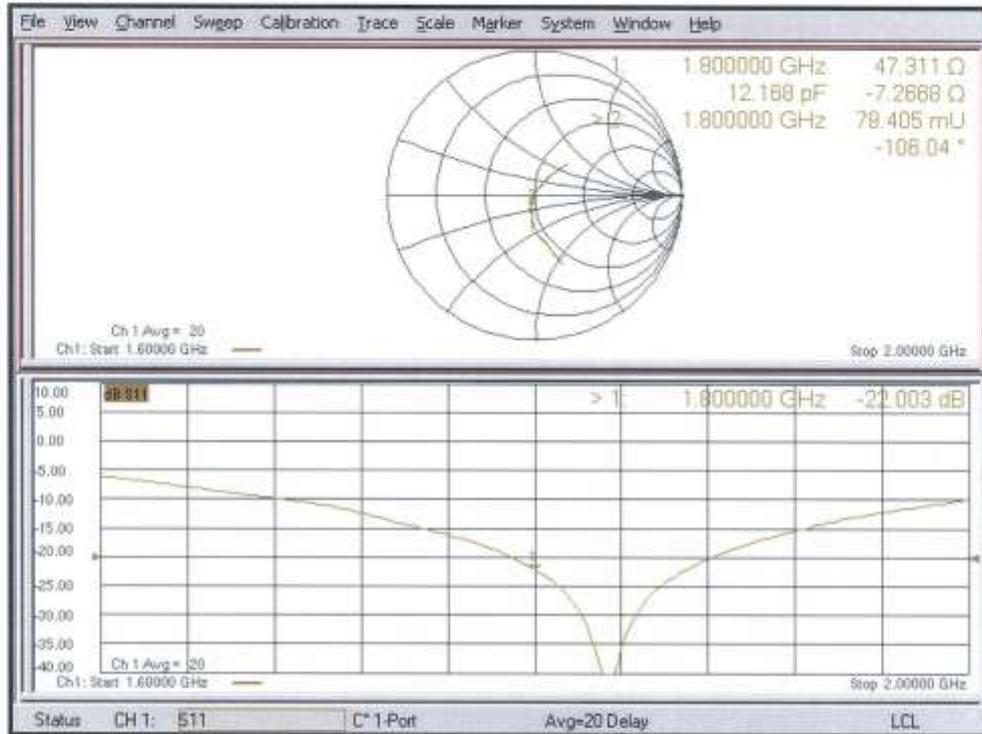 File View Channel Sweep Calibration Trace Scale Marker System Window Help
1 1.800000 GHz 47.311 Ω
12.168 pF -7.2668 Ω
> 2 1.800000 GHz 78.405 mU
-108.04 °
Ch 1 Avg = 20
Ch1: Start 1.60000 GHz Stop 2.00000 GHz
10.00 dB S11 > 1 1.800000 GHz -22.003 dB
5.00
0.00
-5.00
-10.00
-15.00
-20.00
-25.00
-30.00
-35.00
-40.00 Ch 1 Avg = 20
Ch1: Start 1.60000 GHz Stop 2.00000 GHz
Status CH 1: S11 C* 1-Port Avg=20 Delay LCL